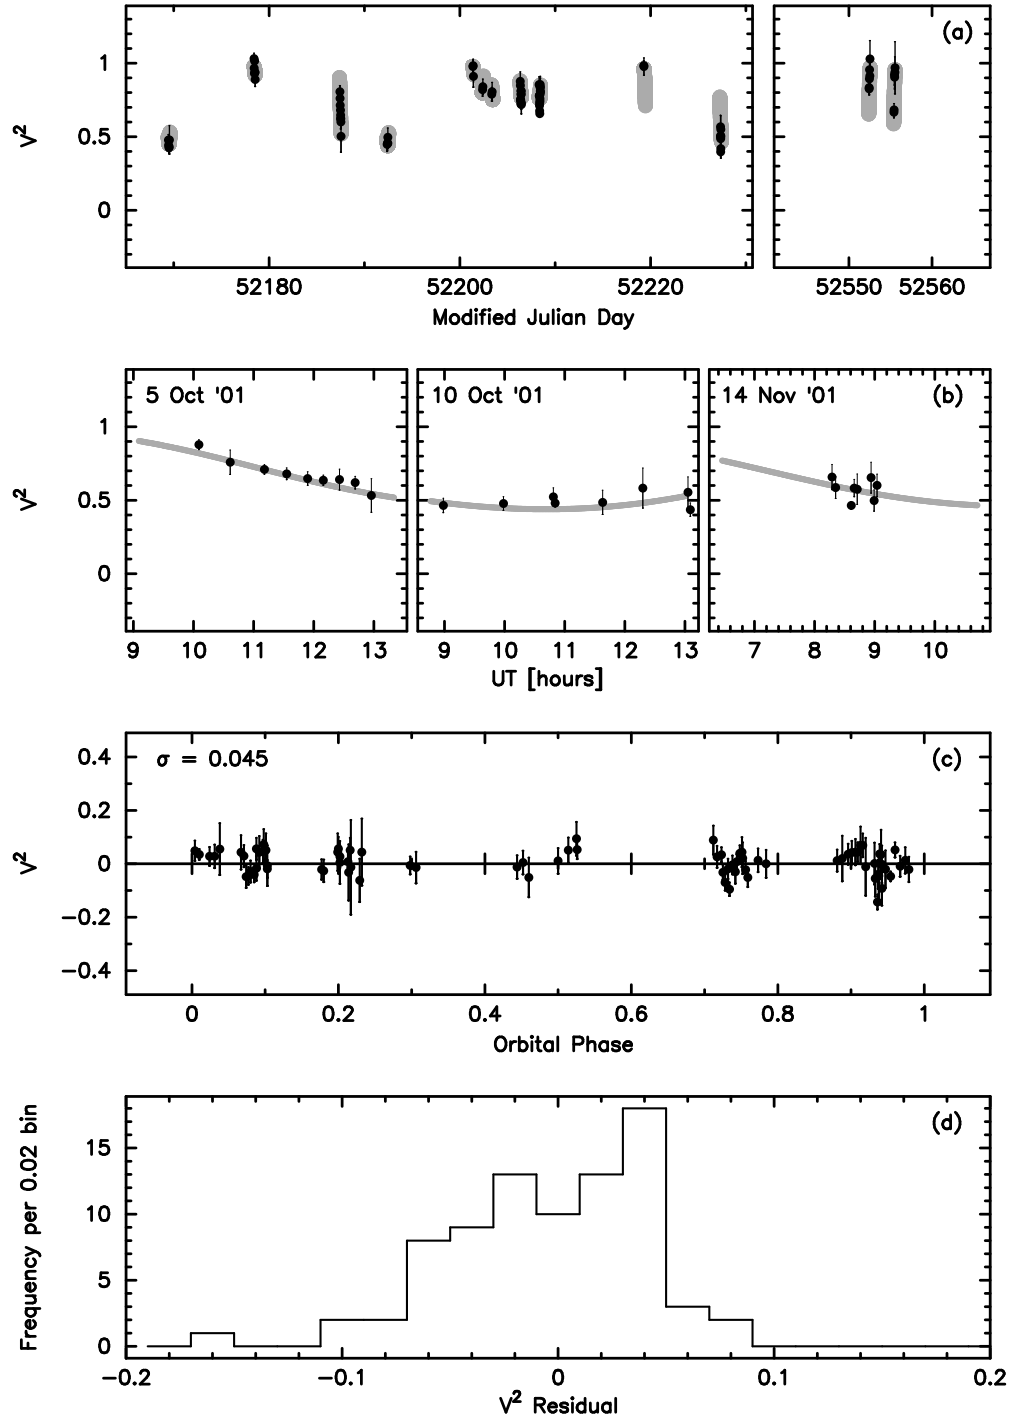 (a)
1
0.5
0
V²
52180 52200 52220 52550 52560
Modified Julian Day
5 Oct '01 10 Oct '01 14 Nov '01 (b)
1
0.5
0
V²
9 10 11 12 13 9 10 11 12 13 7 8 9 10
UT [hours]
σ = 0.045 (c)
0.4
0.2
0
−0.2
−0.4
V²
0 0.2 0.4 0.6 0.8 1
Orbital Phase
(d)
15
10
5
0
Frequency per 0.02 bin
−0.2 −0.1 0 0.1 0.2
V² Residual